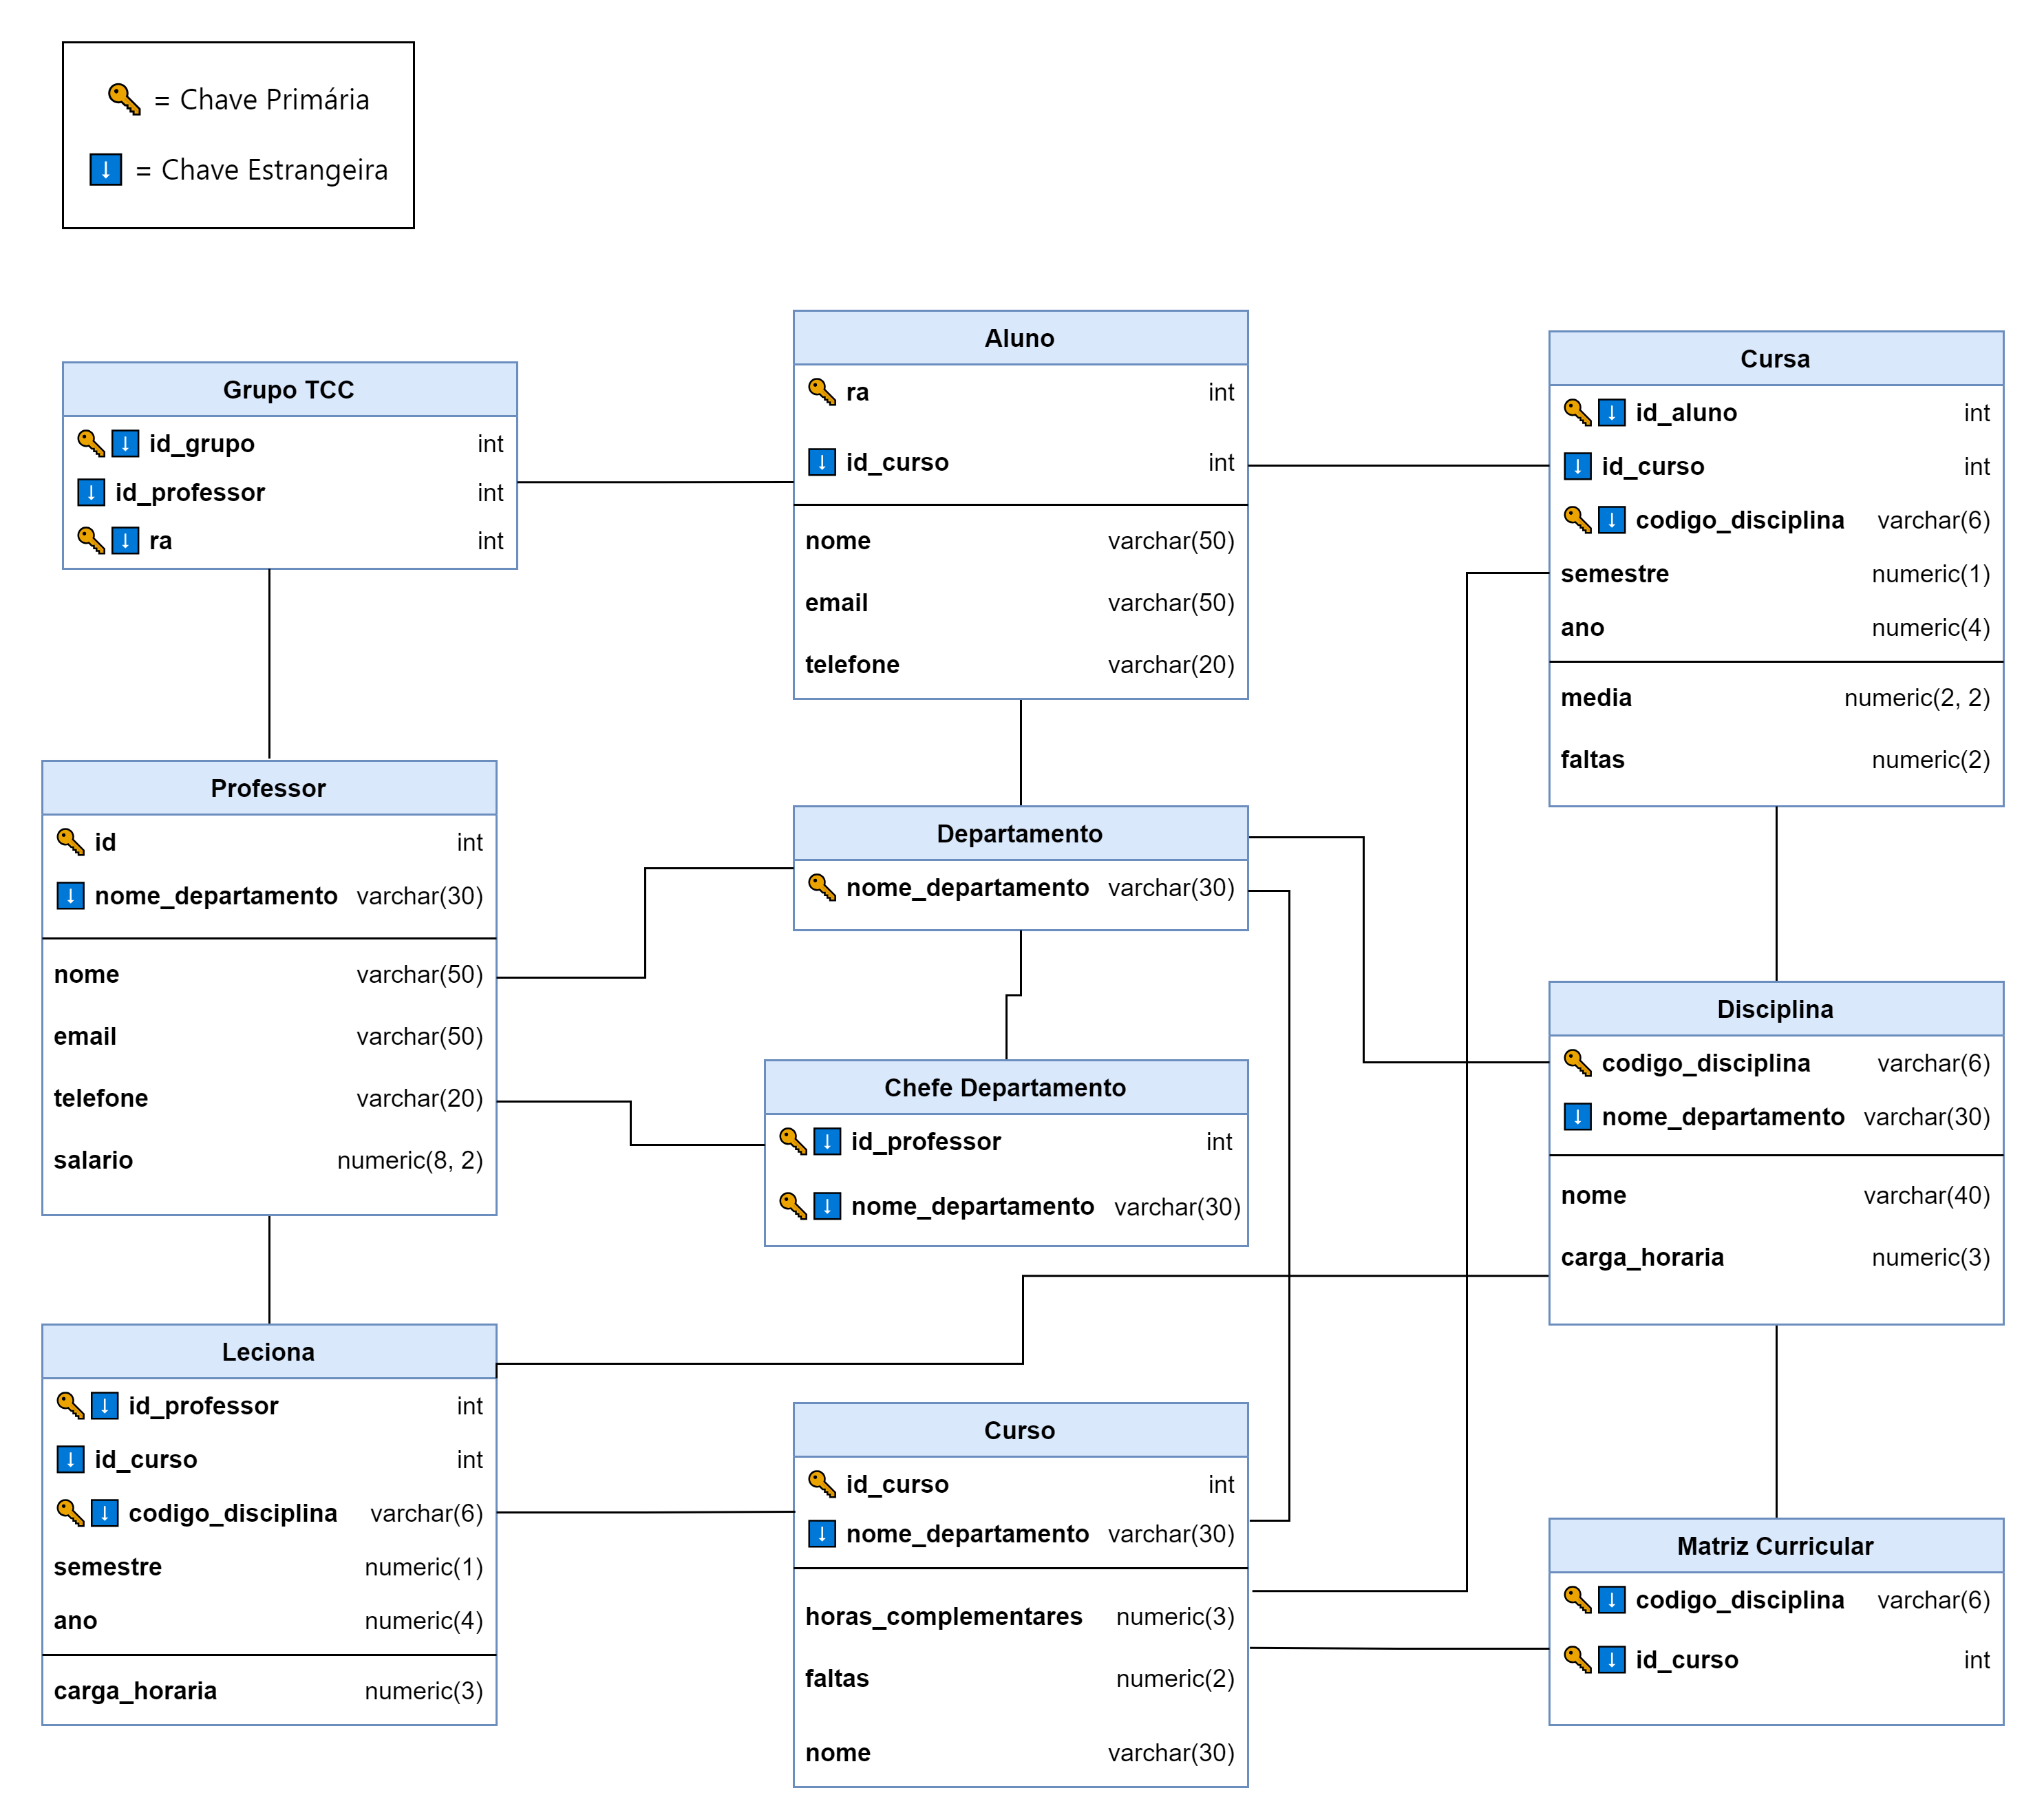 = Chave Primária
= Chave Estrangeira
Grupo TCC
id_grupo int
id_professor int
ra int
Aluno
ra int
id_curso int
nome varchar(50)
email varchar(50)
telefone varchar(20)
Cursa
id_aluno int
id_curso int
codigo_disciplina varchar(6)
semestre numeric(1)
ano numeric(4)
media numeric(2, 2)
faltas numeric(2)
Professor
id int
nome_departamento varchar(30)
nome varchar(50)
email varchar(50)
telefone varchar(20)
salario numeric(8, 2)
Departamento
nome_departamento varchar(30)
Chefe Departamento
id_professor int
nome_departamento varchar(30)
Disciplina
codigo_disciplina varchar(6)
nome_departamento varchar(30)
nome varchar(40)
carga_horaria numeric(3)
Leciona
id_professor int
id_curso int
codigo_disciplina varchar(6)
semestre numeric(1)
ano numeric(4)
carga_horaria numeric(3)
Curso
id_curso int
nome_departamento varchar(30)
horas_complementares numeric(3)
faltas numeric(2)
nome varchar(30)
Matriz Curricular
codigo_disciplina varchar(6)
id_curso int